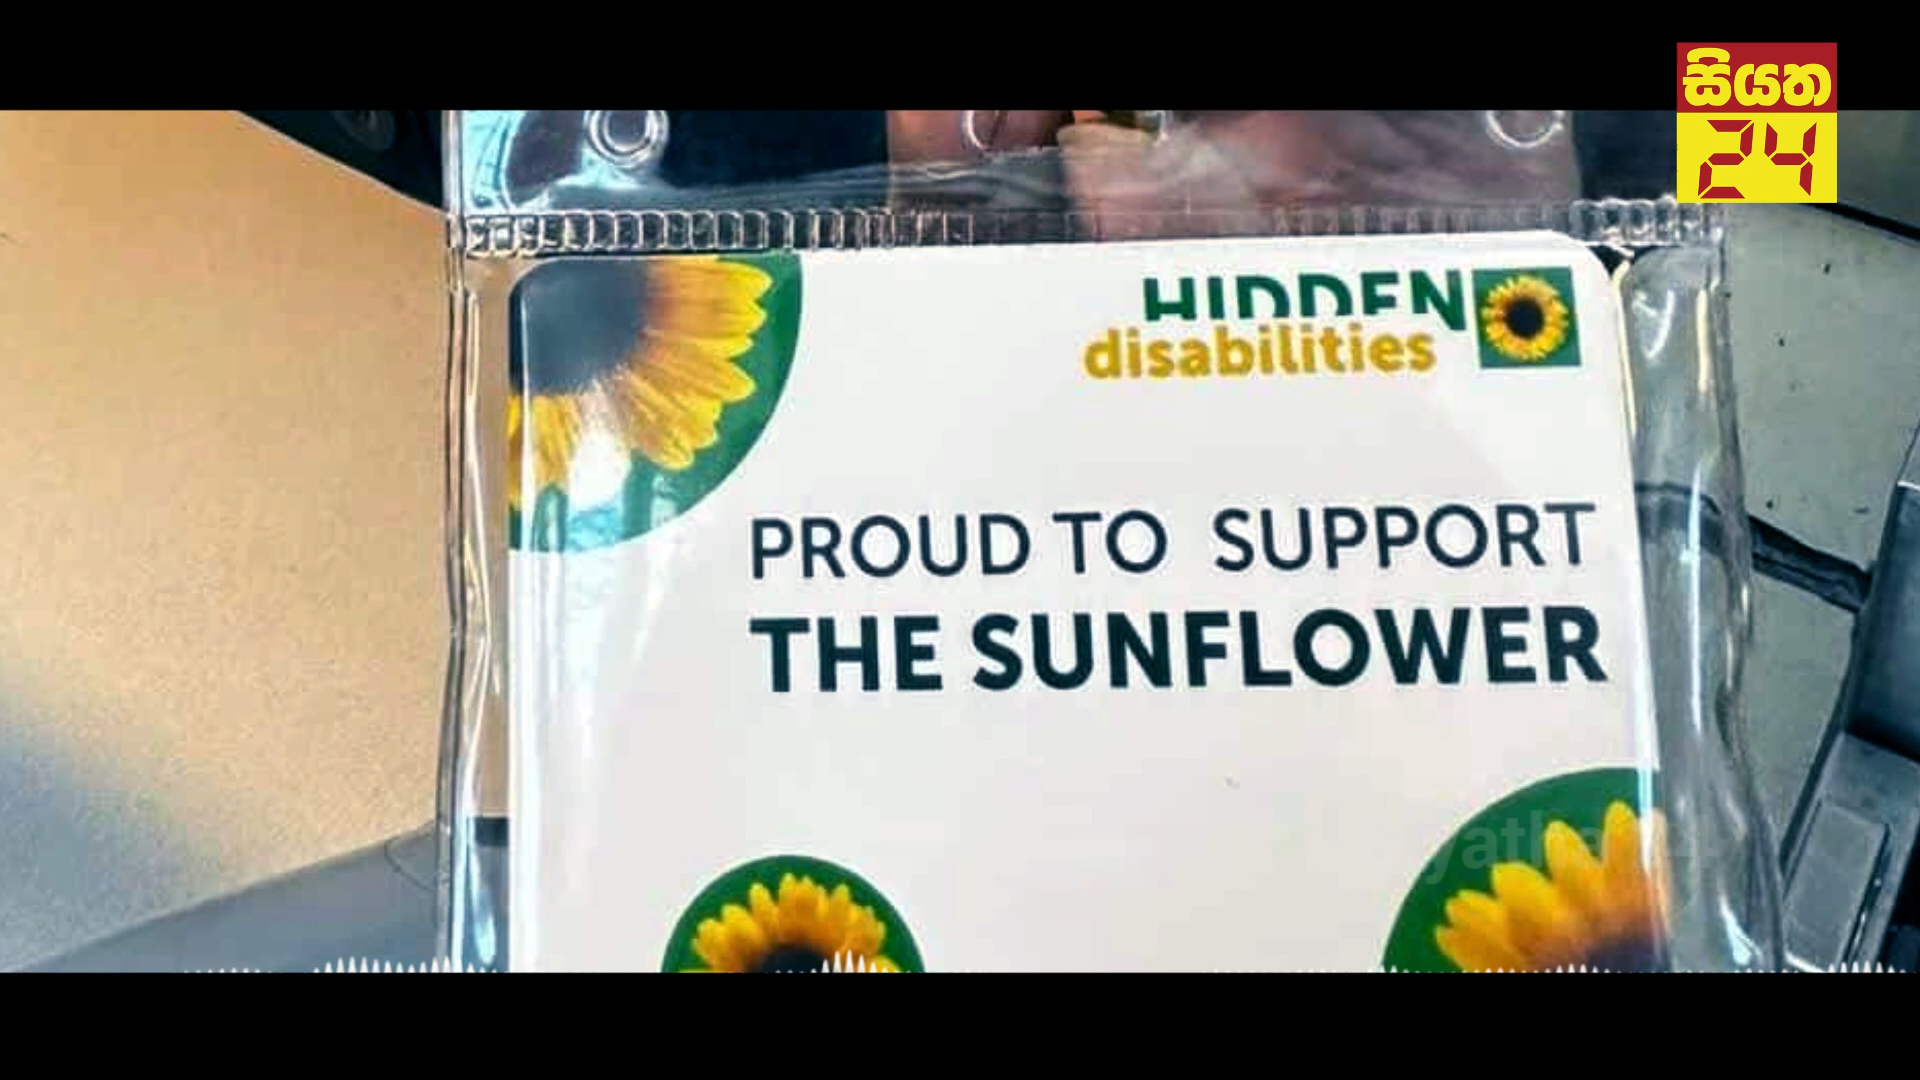 සියත
24
HIDDEN
disabilities
PROUD TO SUPPORT
THE SUNFLOWER